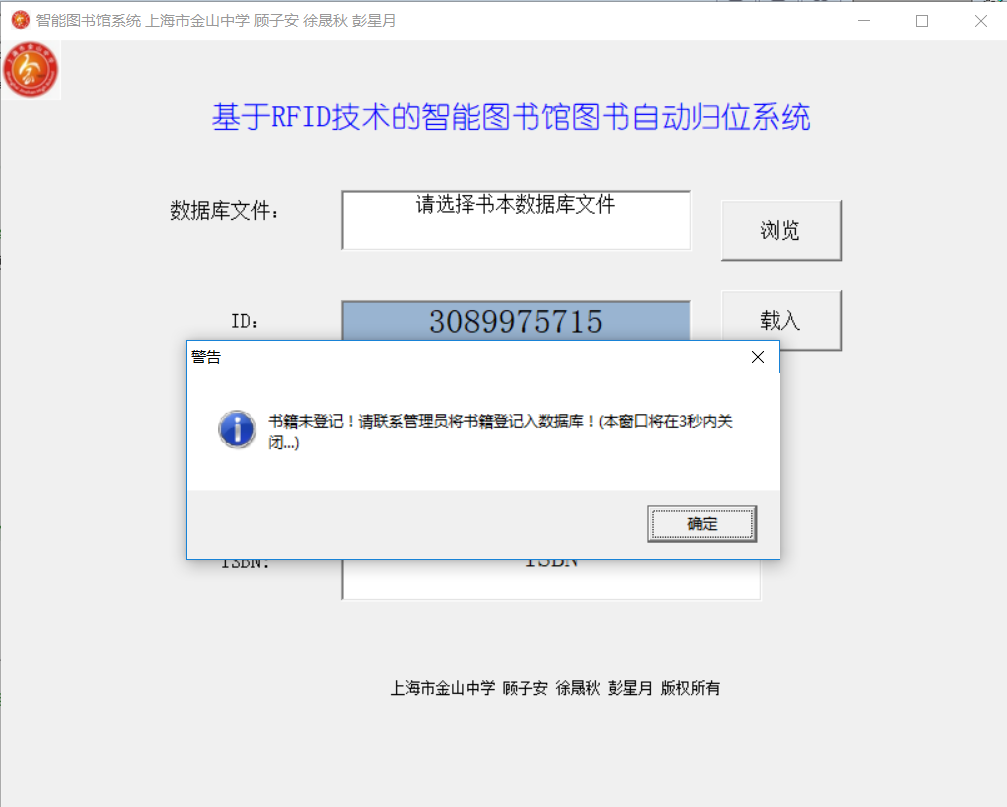 智能图书馆系统 上海市金山中学 顾子安 徐晟秋 彭星月
基于RFID技术的智能图书馆图书自动归位系统
数据库文件：
请选择书本数据库文件
浏览
ID：
3089975715
载入
警告
书籍未登记！请联系管理员将书籍登记入数据库！(本窗口将在3秒内关
闭...)
确定
ISBN：
ISBN
上海市金山中学 顾子安 徐晟秋 彭星月 版权所有